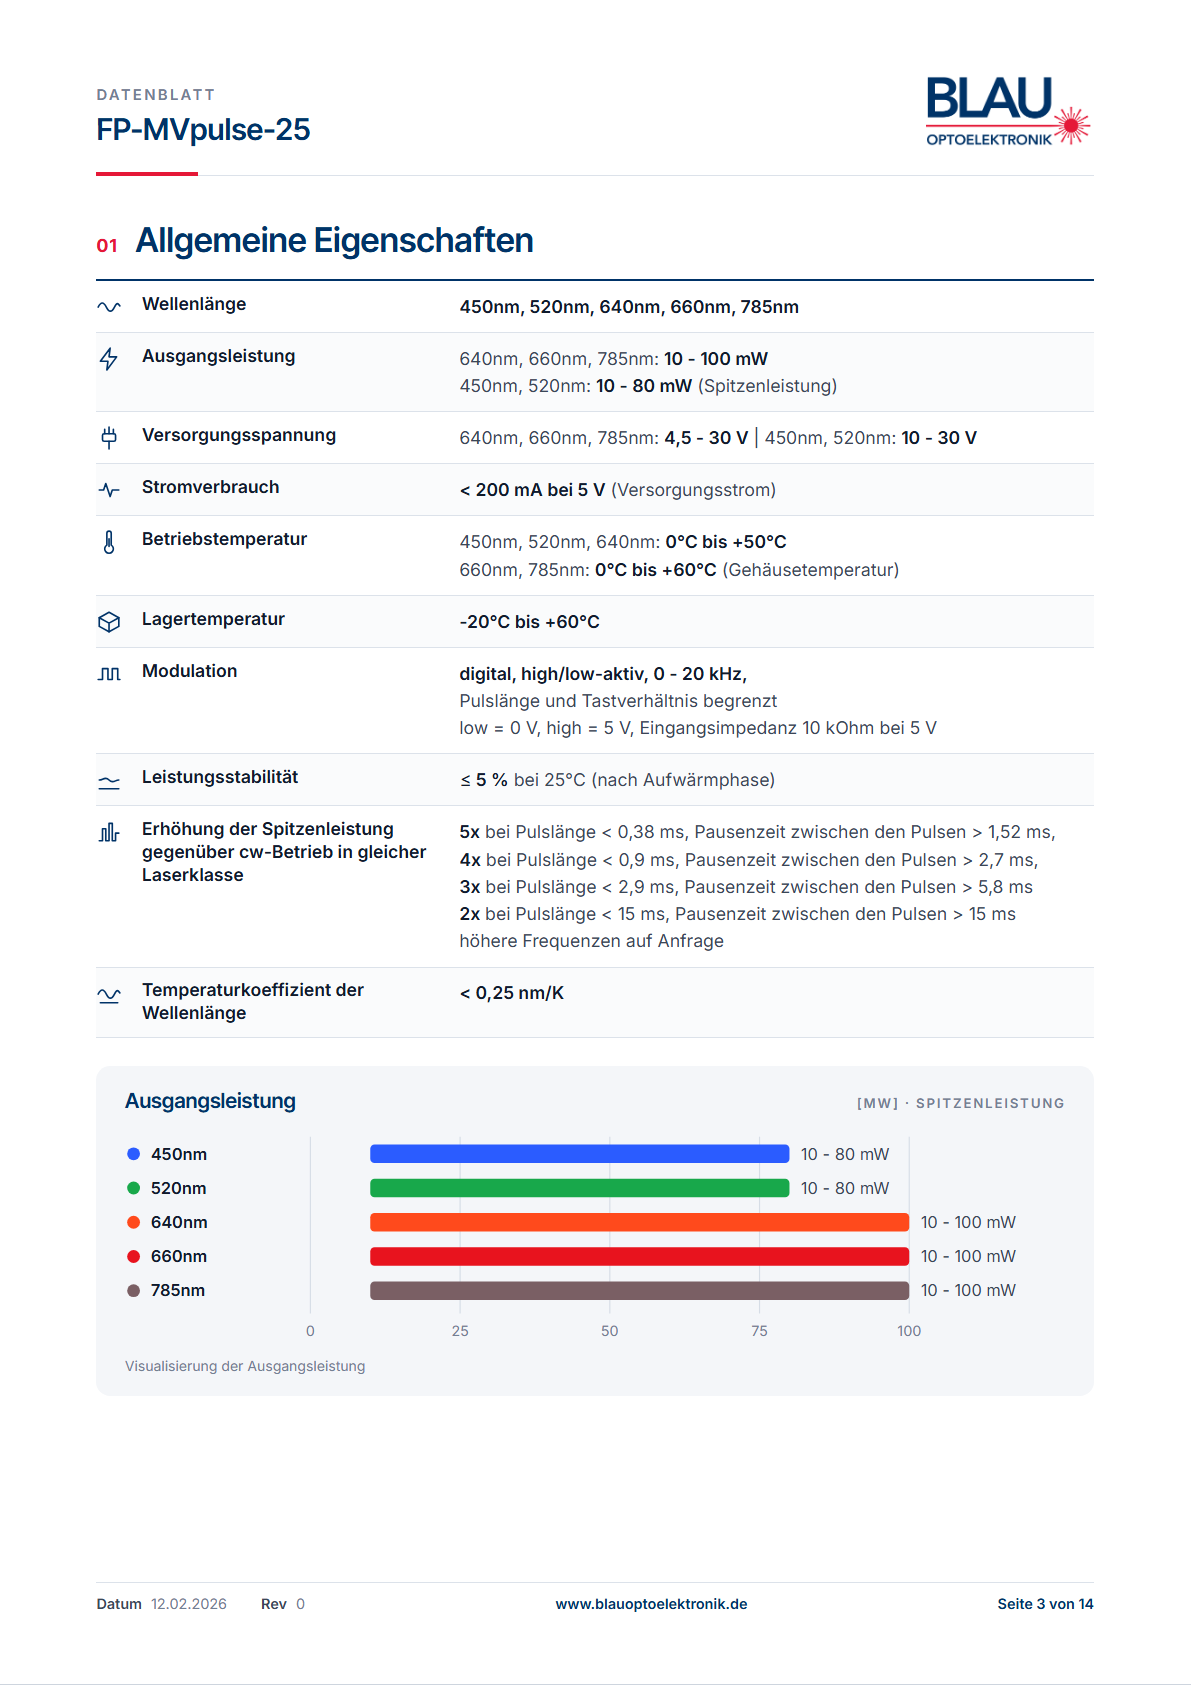 DATENBLATT
FP-MVpulse-25
BLAU
OPTOELEKTRONIK
01 Allgemeine Eigenschaften
Wellenlänge 450nm, 520nm, 640nm, 660nm, 785nm
Ausgangsleistung 640nm, 660nm, 785nm: 10 - 100 mW
450nm, 520nm: 10 - 80 mW (Spitzenleistung)
Versorgungsspannung 640nm, 660nm, 785nm: 4,5 - 30 V | 450nm, 520nm: 10 - 30 V
Stromverbrauch < 200 mA bei 5 V (Versorgungsstrom)
Betriebstemperatur 450nm, 520nm, 640nm: 0°C bis +50°C
660nm, 785nm: 0°C bis +60°C (Gehäusetemperatur)
Lagertemperatur -20°C bis +60°C
Modulation digital, high/low-aktiv, 0 - 20 kHz,
Pulslänge und Tastverhältnis begrenzt
low = 0 V, high = 5 V, Eingangsimpedanz 10 kOhm bei 5 V
Leistungsstabilität ≤ 5 % bei 25°C (nach Aufwärmphase)
Erhöhung der Spitzenleistung
gegenüber cw-Betrieb in gleicher
Laserklasse
5x bei Pulslänge < 0,38 ms, Pausenzeit zwischen den Pulsen > 1,52 ms,
4x bei Pulslänge < 0,9 ms, Pausenzeit zwischen den Pulsen > 2,7 ms,
3x bei Pulslänge < 2,9 ms, Pausenzeit zwischen den Pulsen > 5,8 ms
2x bei Pulslänge < 15 ms, Pausenzeit zwischen den Pulsen > 15 ms
höhere Frequenzen auf Anfrage
Temperaturkoeffizient der
Wellenlänge
< 0,25 nm/K
Ausgangsleistung [MW] · SPITZENLEISTUNG
450nm 10 - 80 mW
520nm 10 - 80 mW
640nm 10 - 100 mW
660nm 10 - 100 mW
785nm 10 - 100 mW
0 25 50 75 100
Visualisierung der Ausgangsleistung
Datum 12.02.2026 Rev 0 www.blauoptoelektronik.de Seite 3 von 14